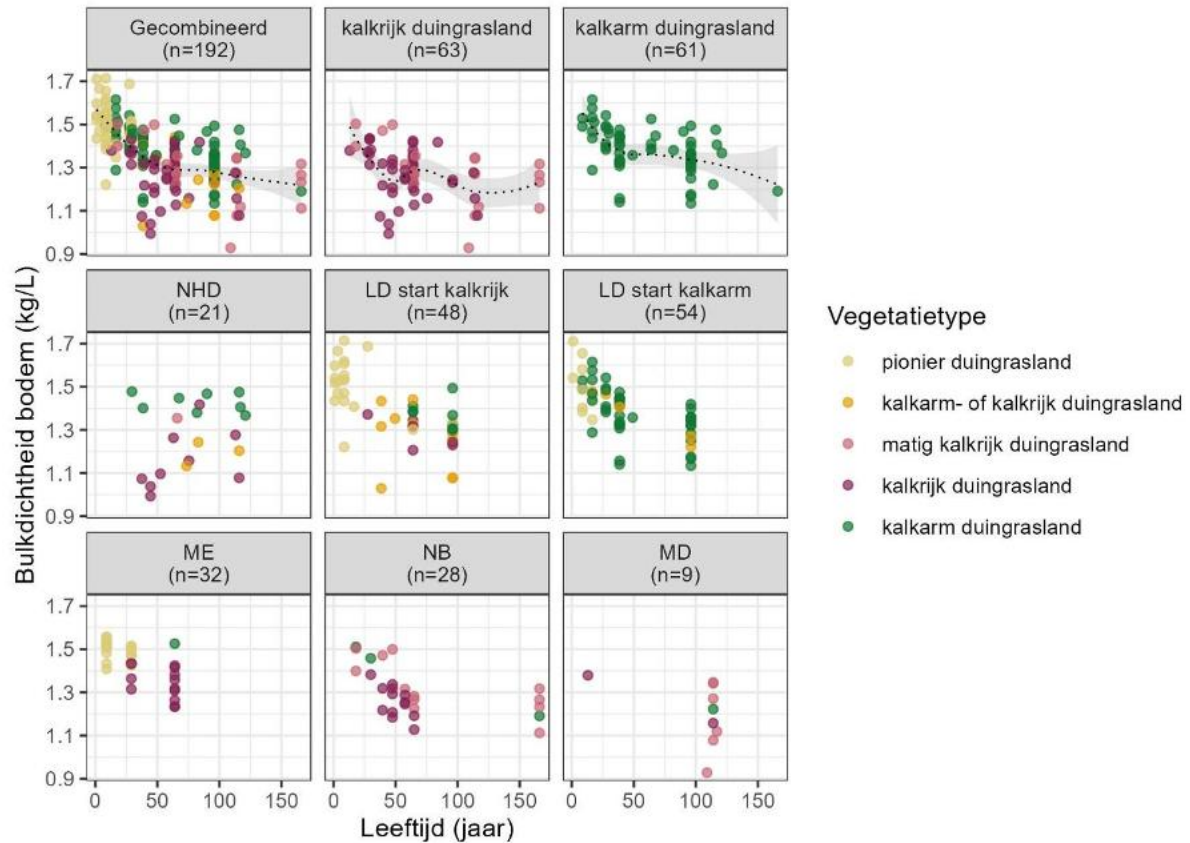 Gecombineerd
(n=192)
kalkrijk duingrasland
(n=63)
kalkarm duingrasland
(n=61)
1.7
1.5
1.3
1.1
0.9
NHD
(n=21)
LD start kalkrijk
(n=48)
LD start kalkarm
(n=54)
1.7
1.5
1.3
1.1
0.9
ME
(n=32)
NB
(n=28)
MD
(n=9)
1.7
1.5
1.3
1.1
0.9
0 50 100 150
0 50 100 150
0 50 100 150
Bulkdichtheid bodem (kg/L)
Leeftijd (jaar)
Vegetatietype
pionier duingrasland
kalkarm- of kalkrijk duingrasland
matig kalkrijk duingrasland
kalkrijk duingrasland
kalkarm duingrasland